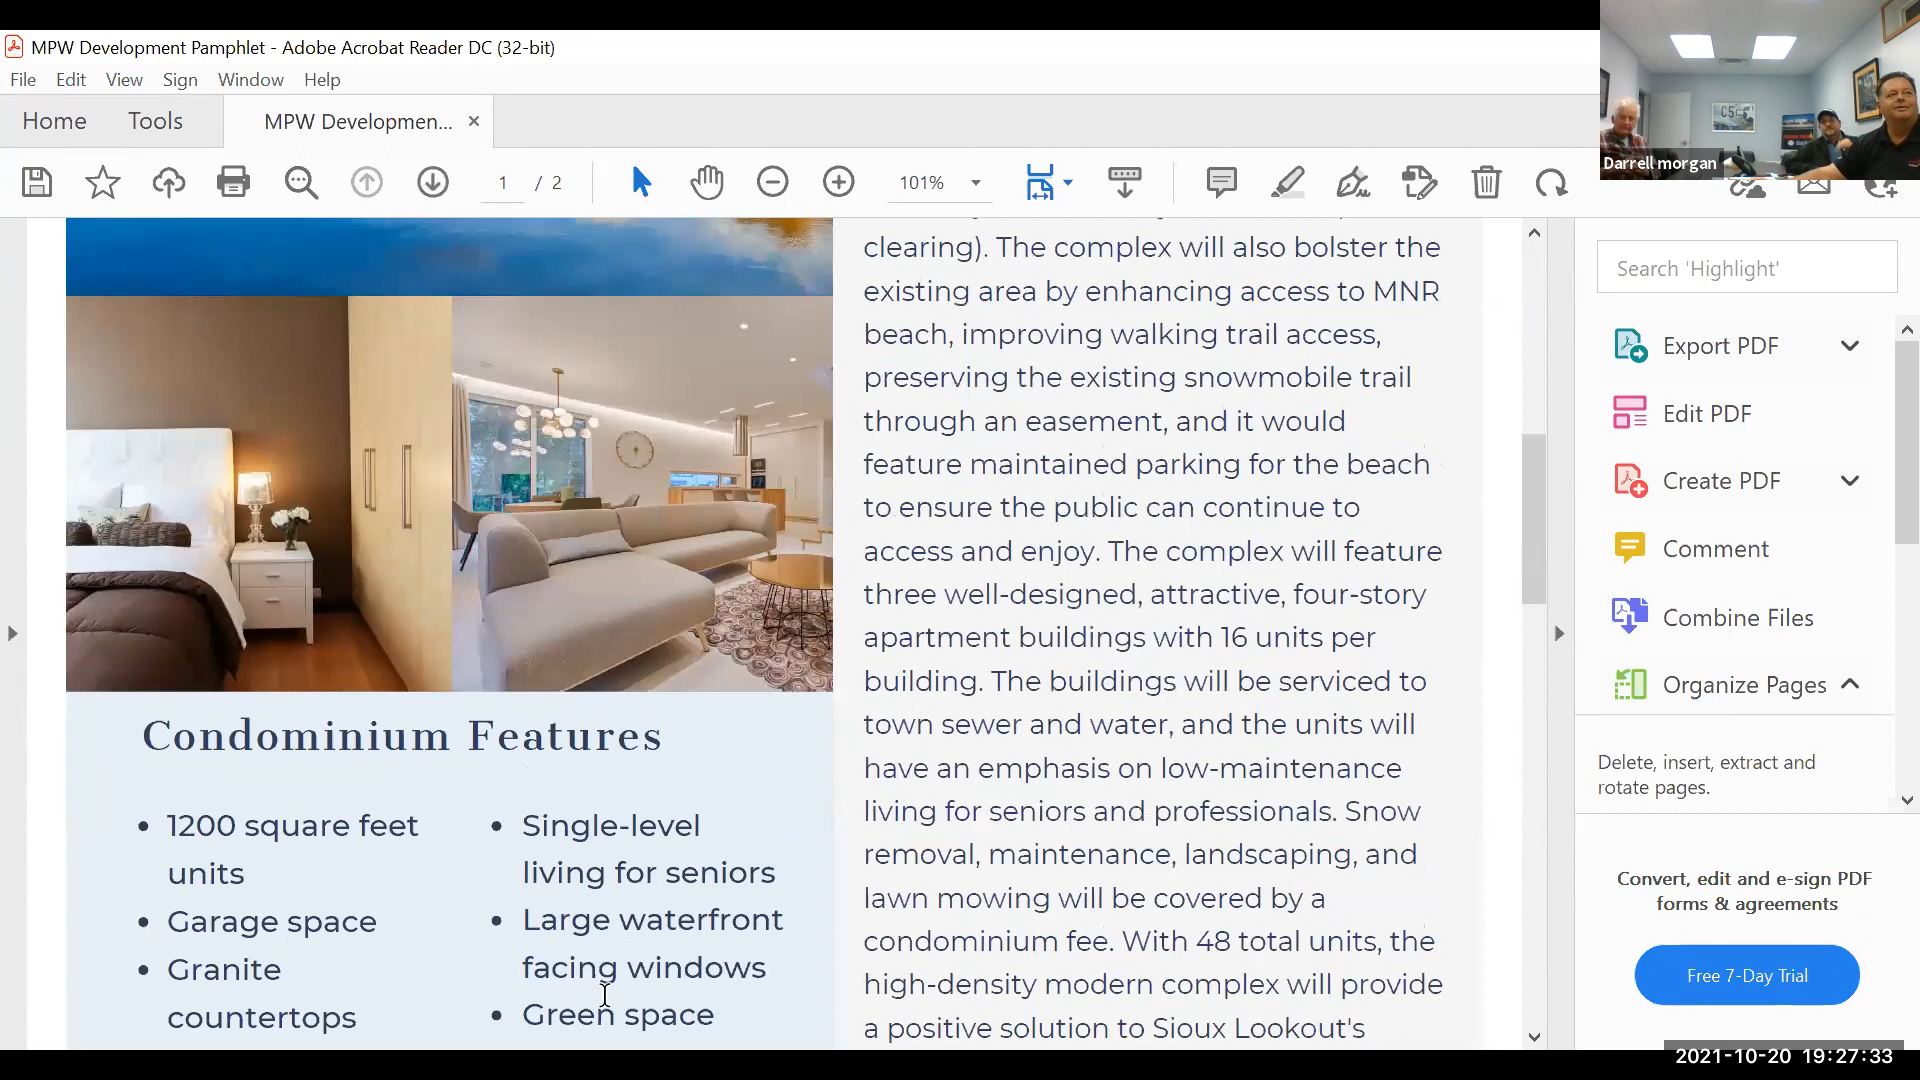 MPW Development Pamphlet - Adobe Acrobat Reader DC (32-bit)
File Edit View Sign Window Help
Home Tools MPW Developmen... ×
1 / 2 101%
Darrell morgan
clearing). The complex will also bolster the
existing area by enhancing access to MNR
beach, improving walking trail access,
preserving the existing snowmobile trail
through an easement, and it would
feature maintained parking for the beach
to ensure the public can continue to
access and enjoy. The complex will feature
three well-designed, attractive, four-story
apartment buildings with 16 units per
building. The buildings will be serviced to
town sewer and water, and the units will
have an emphasis on low-maintenance
living for seniors and professionals. Snow
removal, maintenance, landscaping, and
lawn mowing will be covered by a
condominium fee. With 48 total units, the
high-density modern complex will provide
a positive solution to Sioux Lookout's
Condominium Features
• 1200 square feet
units
• Garage space
• Granite
countertops
• Single-level
living for seniors
• Large waterfront
facing windows
• Green space
Search 'Highlight'
Export PDF
Edit PDF
Create PDF
Comment
Combine Files
Organize Pages
Delete, insert, extract and
rotate pages.
Convert, edit and e-sign PDF
forms & agreements
Free 7-Day Trial
2021-10-20 19:27:33